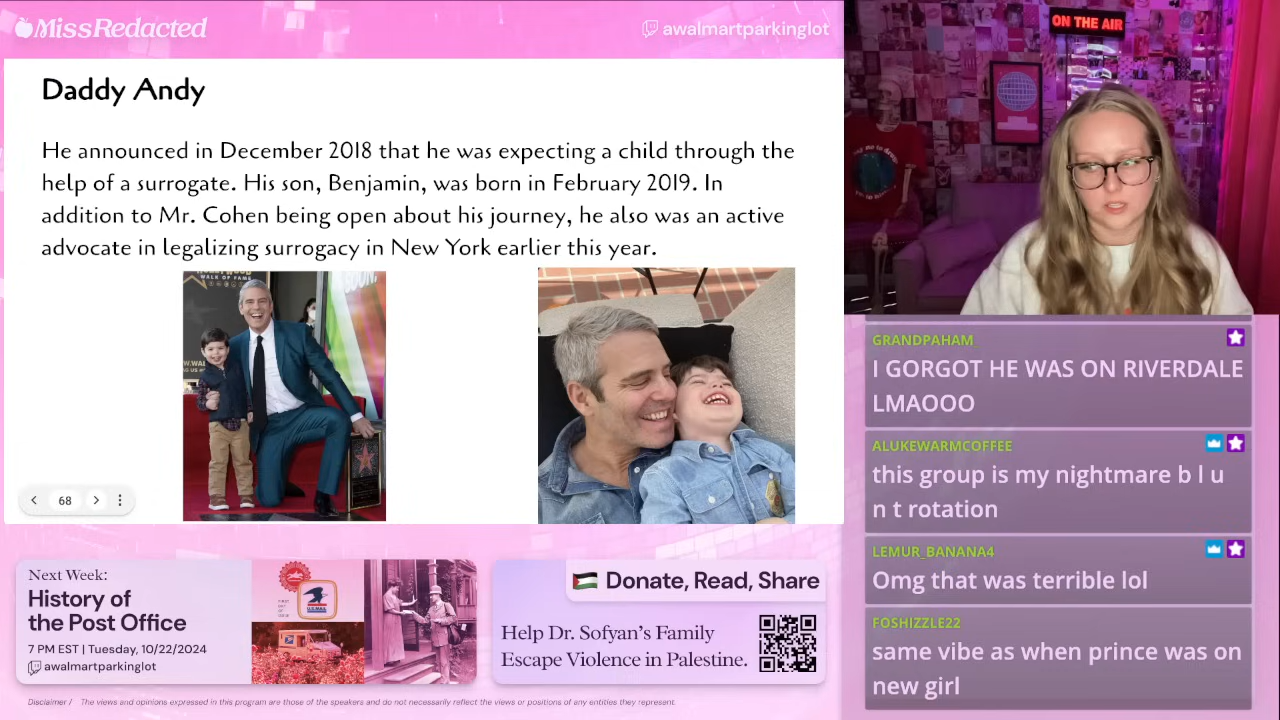 MissRedacted
awalmartparkinglot
ON THE AIR
Daddy Andy
He announced in December 2018 that he was expecting a child through the
help of a surrogate. His son, Benjamin, was born in February 2019. In
addition to Mr. Cohen being open about his journey, he also was an active
advocate in legalizing surrogacy in New York earlier this year.
WALK OF FAME
68
GRANDPAHAM
I GORGOT HE WAS ON RIVERDALE
LMAOOO
ALUKEWARMCOFFEE
this group is my nightmare b l u
n t rotation
LEMUR_BANANA4
Omg that was terrible lol
FOSHIZZLE22
same vibe as when prince was on
new girl
Next Week:
History of
the Post Office
7 PM EST | Tuesday, 10/22/2024
awalmartparkinglot
Donate, Read, Share
Help Dr. Sofyan's Family
Escape Violence in Palestine.
Disclaimer / The views and opinions expressed in this program are those of the speakers and do not necessarily reflect the views or positions of any entities they represent.